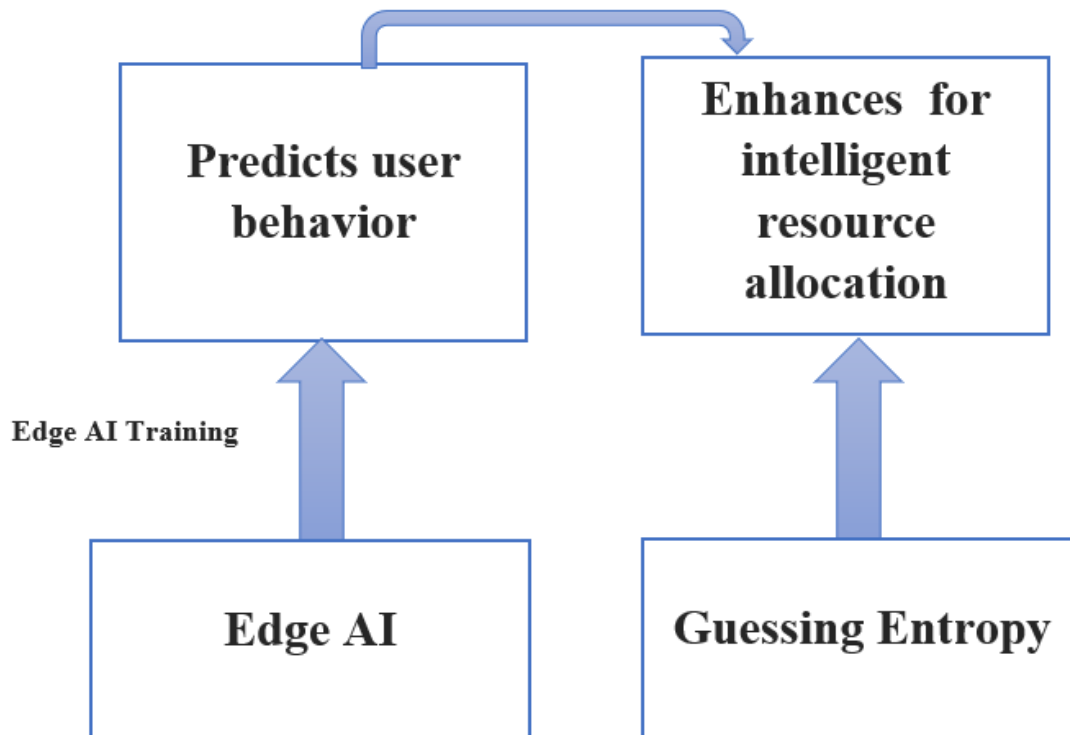 Predicts user
behavior
Enhances  for
intelligent
resource
allocation
Edge AI Training
Edge AI
Guessing Entropy